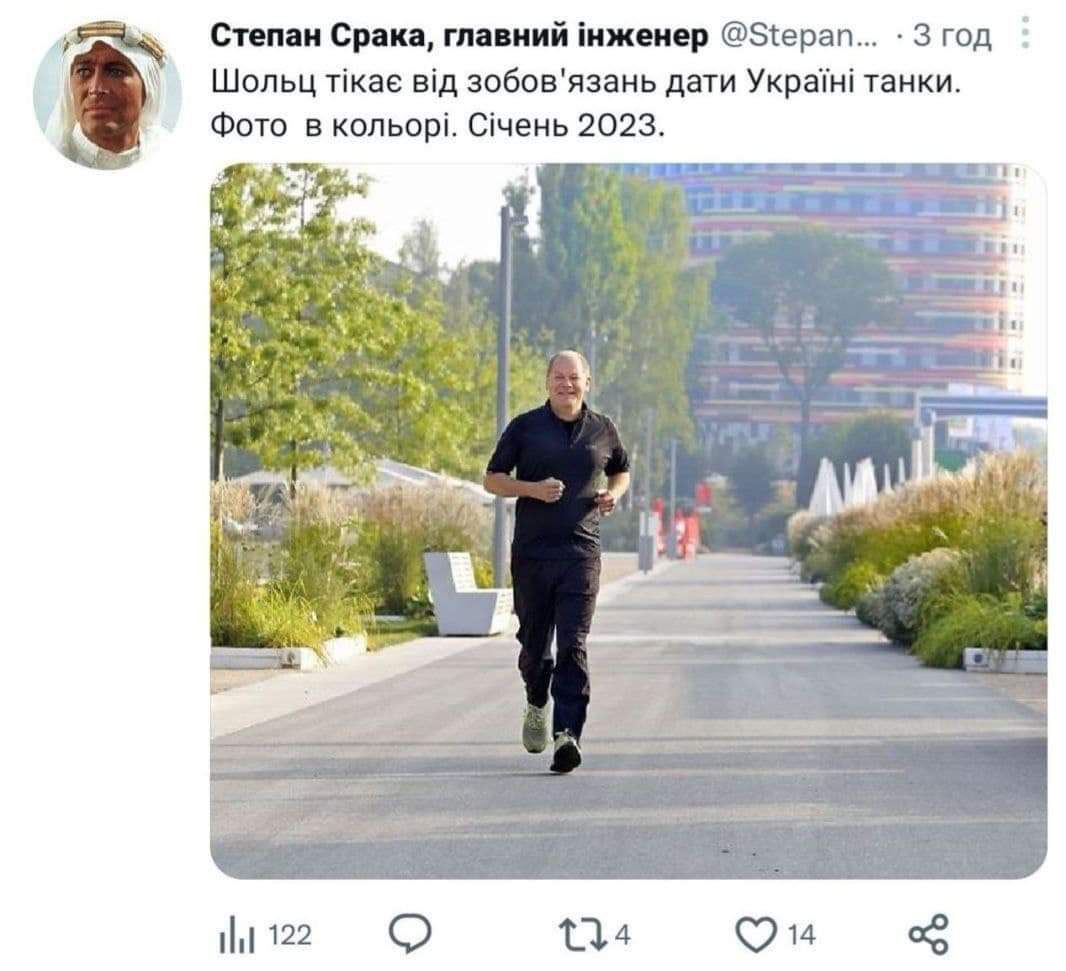 Степан Срака, главний інженер @Stepan... · 3 год
Шольц тікає від зобов'язань дати Україні танки.
Фото в кольорі. Січень 2023.
122
4
14